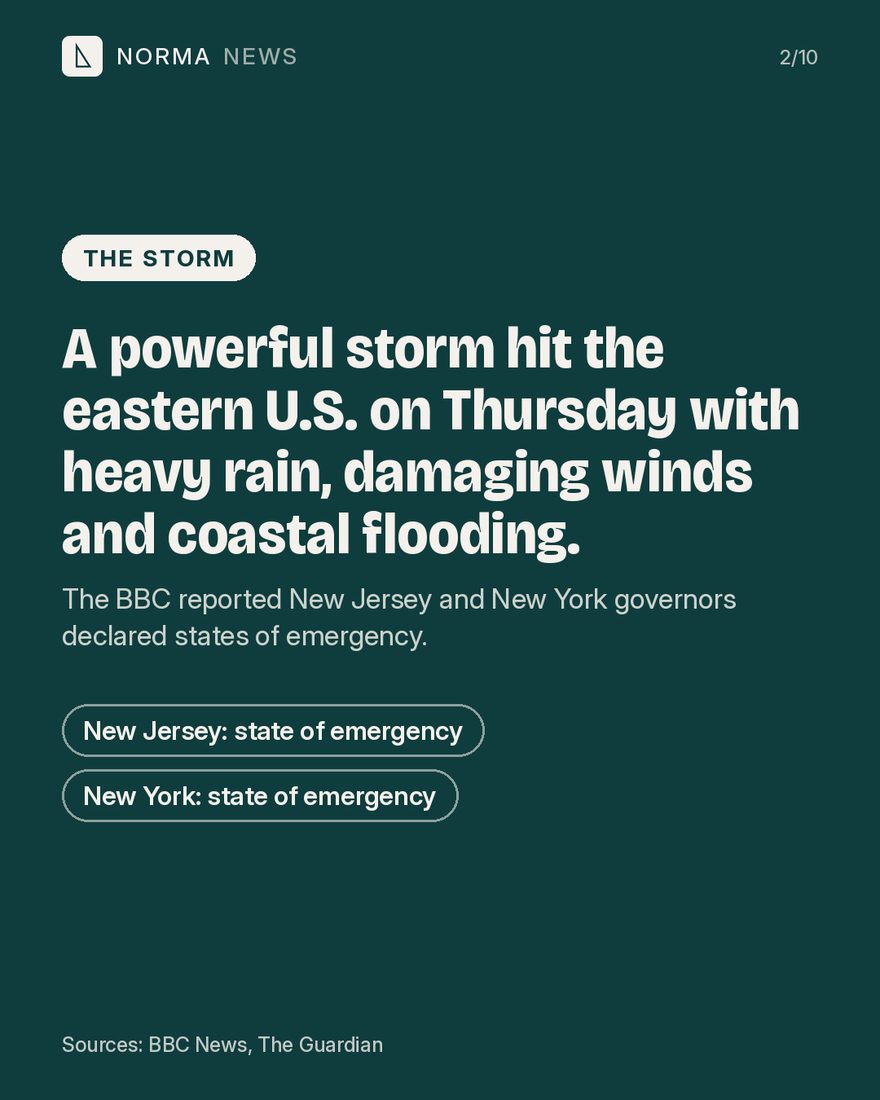 NORMA NEWS
2/10
THE STORM
A powerful storm hit the
eastern U.S. on Thursday with
heavy rain, damaging winds
and coastal flooding.
The BBC reported New Jersey and New York governors
declared states of emergency.
New Jersey: state of emergency
New York: state of emergency
Sources: BBC News, The Guardian